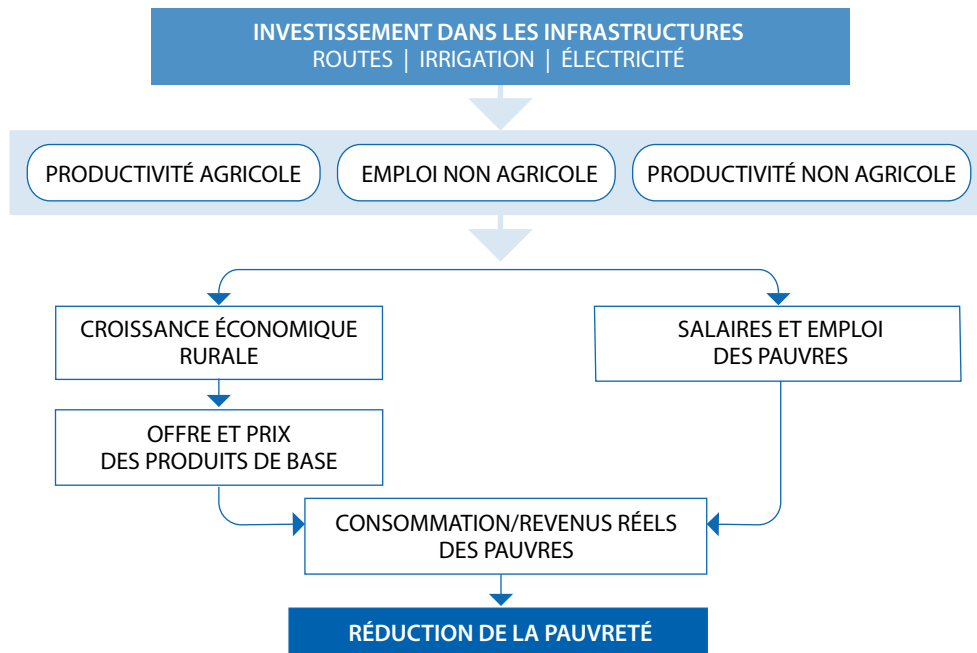 INVESTISSEMENT DANS LES INFRASTRUCTURES
ROUTES | IRRIGATION | ÉLECTRICITÉ
PRODUCTIVITÉ AGRICOLE
EMPLOI NON AGRICOLE
PRODUCTIVITÉ NON AGRICOLE
CROISSANCE ÉCONOMIQUE
RURALE
SALAIRES ET EMPLOI
DES PAUVRES
OFFRE ET PRIX
DES PRODUITS DE BASE
CONSOMMATION/REVENUS RÉELS
DES PAUVRES
RÉDUCTION DE LA PAUVRETÉ